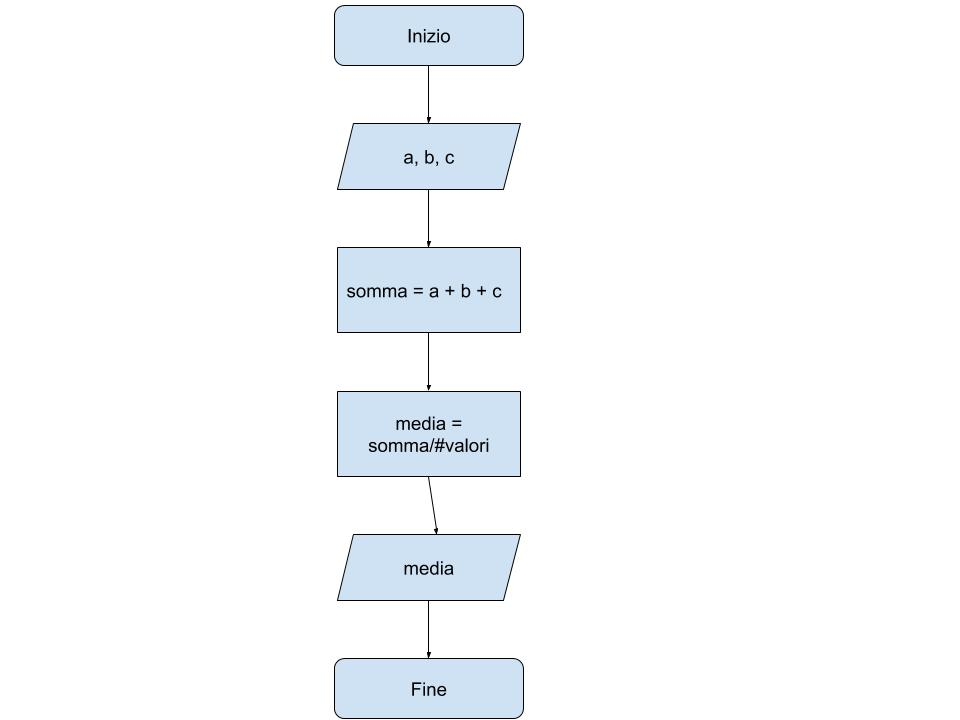 Inizio
a, b, c
somma = a + b + c
media =
somma/#valori
media
Fine